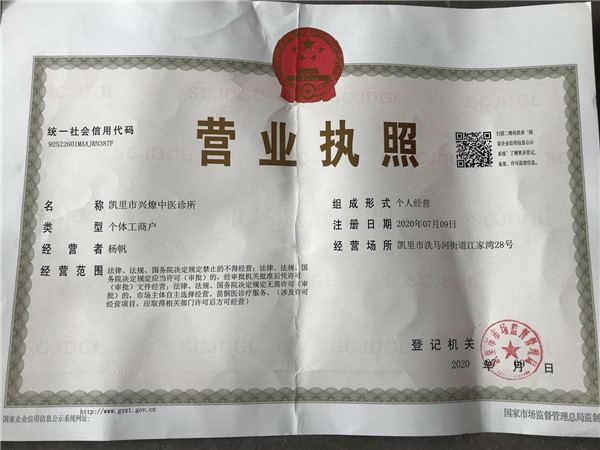 营业执照
统一社会信用代码
92522601MAAJRN387F
扫描二维码登录“国
家企业信用信息公示
系统”了解更多登记、
备案、许可监管信息。
名称 凯里市兴燎中医诊所
类型 个体工商户
经营者 杨帆
经营范围 法律、法规、国务院决定规定禁止的不得经营；法律、法规、国
务院决定规定应当许可（审批）的，经审批机关批准后凭许可
（审批）文件经营；法律、法规、国务院决定规定无需许可（审
批）的，市场主体自主选择经营。苗侗医诊疗服务。（涉及许可
经营项目，应取得相关部门许可后方可经营）
组成形式 个人经营
注册日期 2020年07月09日
经营场所 凯里市洗马河街道江家湾28号
登记机关
凯里市市场监督管理局
2020 年 月 日
国家企业信用信息公示系统网址：
http://www.gsxt.gov.cn
国家市场监督管理总局监制